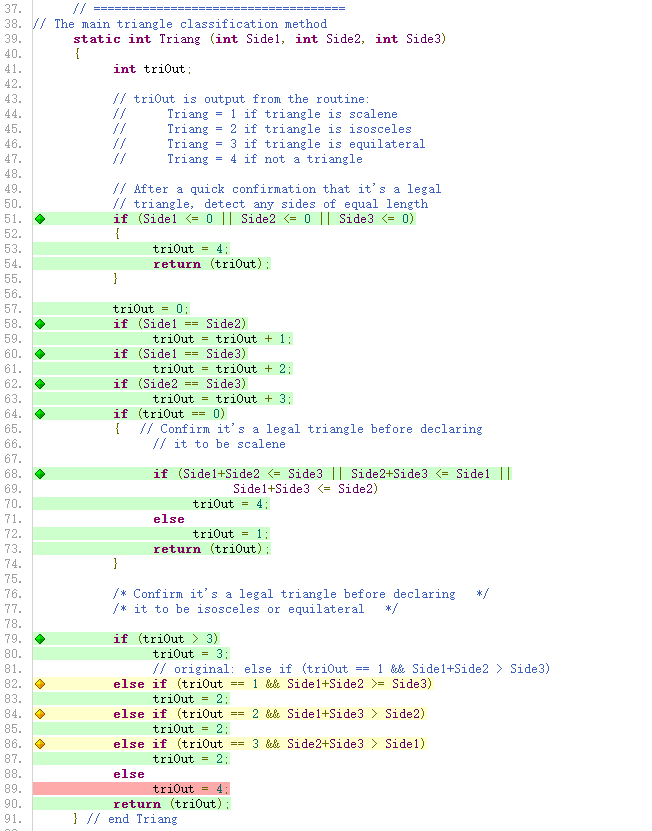 37. // ====================================
38. // The main triangle classification method
39. static int Triang (int Side1, int Side2, int Side3)
40. {
41. int triOut;
42.
43. // triOut is output from the routine:
44. // Triang = 1 if triangle is scalene
45. // Triang = 2 if triangle is isosceles
46. // Triang = 3 if triangle is equilateral
47. // Triang = 4 if not a triangle
48.
49. // After a quick confirmation that it's a legal
50. // triangle, detect any sides of equal length
51. if (Side1 <= 0 || Side2 <= 0 || Side3 <= 0)
52. {
53. triOut = 4;
54. return (triOut);
55. }
56.
57. triOut = 0;
58. if (Side1 == Side2)
59. triOut = triOut + 1;
60. if (Side1 == Side3)
61. triOut = triOut + 2;
62. if (Side2 == Side3)
63. triOut = triOut + 3;
64. if (triOut == 0)
65. { // Confirm it's a legal triangle before declaring
66. // it to be scalene
67.
68. if (Side1+Side2 <= Side3 || Side2+Side3 <= Side1 ||
69. Side1+Side3 <= Side2)
70. triOut = 4;
71. else
72. triOut = 1;
73. return (triOut);
74. }
75.
76. /* Confirm it's a legal triangle before declaring */
77. /* it to be isosceles or equilateral */
78.
79. if (triOut > 3)
80. triOut = 3;
81. // original: else if (triOut == 1 && Side1+Side2 > Side3)
82. else if (triOut == 1 && Side1+Side2 >= Side3)
83. triOut = 2;
84. else if (triOut == 2 && Side1+Side3 > Side2)
85. triOut = 2;
86. else if (triOut == 3 && Side2+Side3 > Side1)
87. triOut = 2;
88. else
89. triOut = 4;
90. return (triOut);
91. } // end Triang